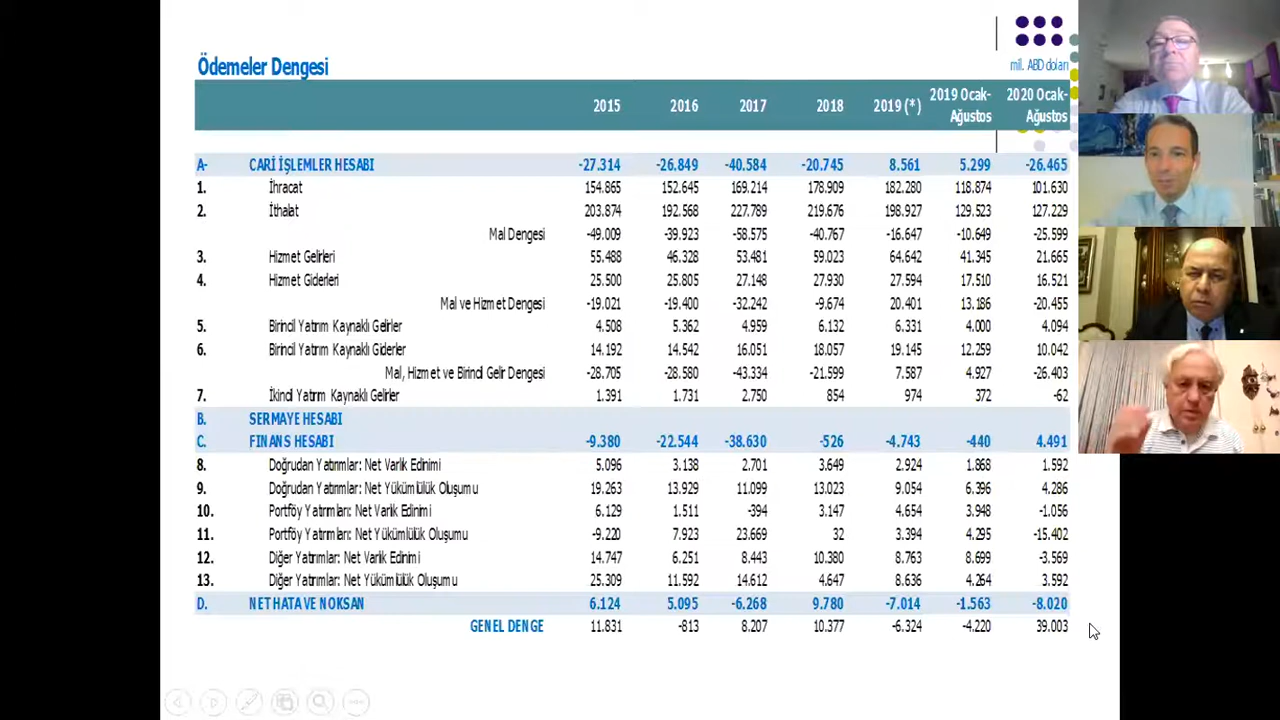 Ödemeler Dengesi
mil. ABD doları
2015 2016 2017 2018 2019 (*) 2019 Ocak-Ağustos 2020 Ocak-Ağustos
A- CARİ İŞLEMLER HESABI -27.314 -26.849 -40.584 -20.745 8.561 5.299 -26.465
1. İhracat 154.865 152.645 169.214 178.909 182.280 118.874 101.630
2. İthalat 203.874 192.568 227.789 219.676 198.927 129.523 127.229
Mal Dengesi -49.009 -39.923 -58.575 -40.767 -16.647 -10.649 -25.599
3. Hizmet Gelirleri 55.488 46.328 53.481 59.023 64.642 41.345 21.665
4. Hizmet Giderleri 25.500 25.805 27.148 27.930 27.594 17.510 16.521
Mal ve Hizmet Dengesi -19.021 -19.400 -32.242 -9.674 20.401 13.186 -20.455
5. Birincil Yatırım Kaynaklı Gelirler 4.508 5.362 4.959 6.132 6.331 4.000 4.094
6. Birincil Yatırım Kaynaklı Giderler 14.192 14.542 16.051 18.057 19.145 12.259 10.042
Mal, Hizmet ve Birincil Gelir Dengesi -28.705 -28.580 -43.334 -21.599 7.587 4.927 -26.403
7. İkincil Yatırım Kaynaklı Gelirler 1.391 1.731 2.750 854 974 372 -62
B. SERMAYE HESABI
C. FINANS HESABI -9.380 -22.544 -38.630 -526 -4.743 -440 4.491
8. Doğrudan Yatırımlar: Net Varlık Edinimi 5.096 3.138 2.701 3.649 2.924 1.868 1.592
9. Doğrudan Yatırımlar: Net Yükümlülük Oluşumu 19.263 13.929 11.099 13.023 9.054 6.396 4.286
10. Portföy Yatırımları: Net Varlık Edinimi 6.129 1.511 -394 3.147 4.654 3.948 -1.056
11. Portföy Yatırımları: Net Yükümlülük Oluşumu -9.220 7.923 23.669 32 3.394 4.295 -15.402
12. Diğer Yatırımlar: Net Varlık Edinimi 14.747 6.251 8.443 10.380 8.763 8.699 -3.569
13. Diğer Yatırımlar: Net Yükümlülük Oluşumu 25.309 11.592 14.612 4.647 8.636 4.264 3.592
D. NET HATA VE NOKSAN 6.124 5.095 -6.268 9.780 -7.014 -1.563 -8.020
GENEL DENGE 11.831 -813 8.207 10.377 -6.324 -4.220 39.003